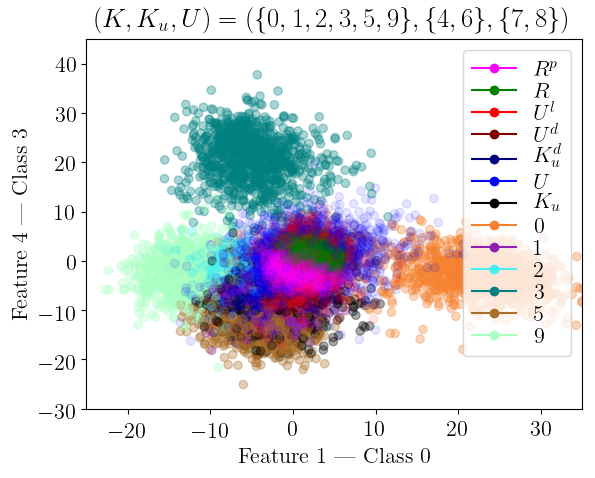 (K, K_u, U) = ({0, 1, 2, 3, 5, 9}, {4, 6}, {7, 8})
40
30
20
10
0
−10
−20
−30
Feature 4 — Class 3
R^p
R
U^l
U^d
K_u^d
U
K_u
0
1
2
3
5
9
−20 −10 0 10 20 30
Feature 1 — Class 0